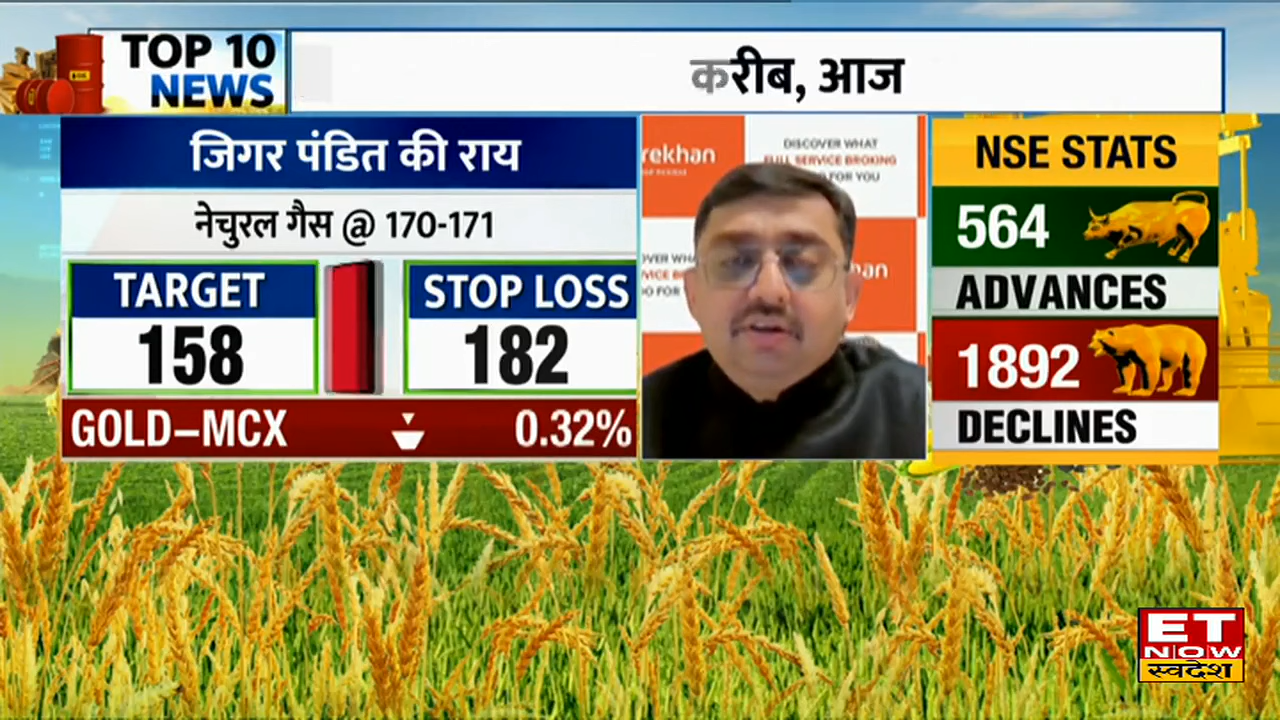 TOP 10
NEWS
करीब, आज
जिगर पंडित की राय
नेचुरल गैस @ 170-171
TARGET
158
STOP LOSS
182
GOLD–MCX
0.32%
rekhan
DISCOVER WHAT
FULL SERVICE BROKING
FOR YOU
NSE STATS
564
ADVANCES
1892
DECLINES
ET
NOW
स्वदेश